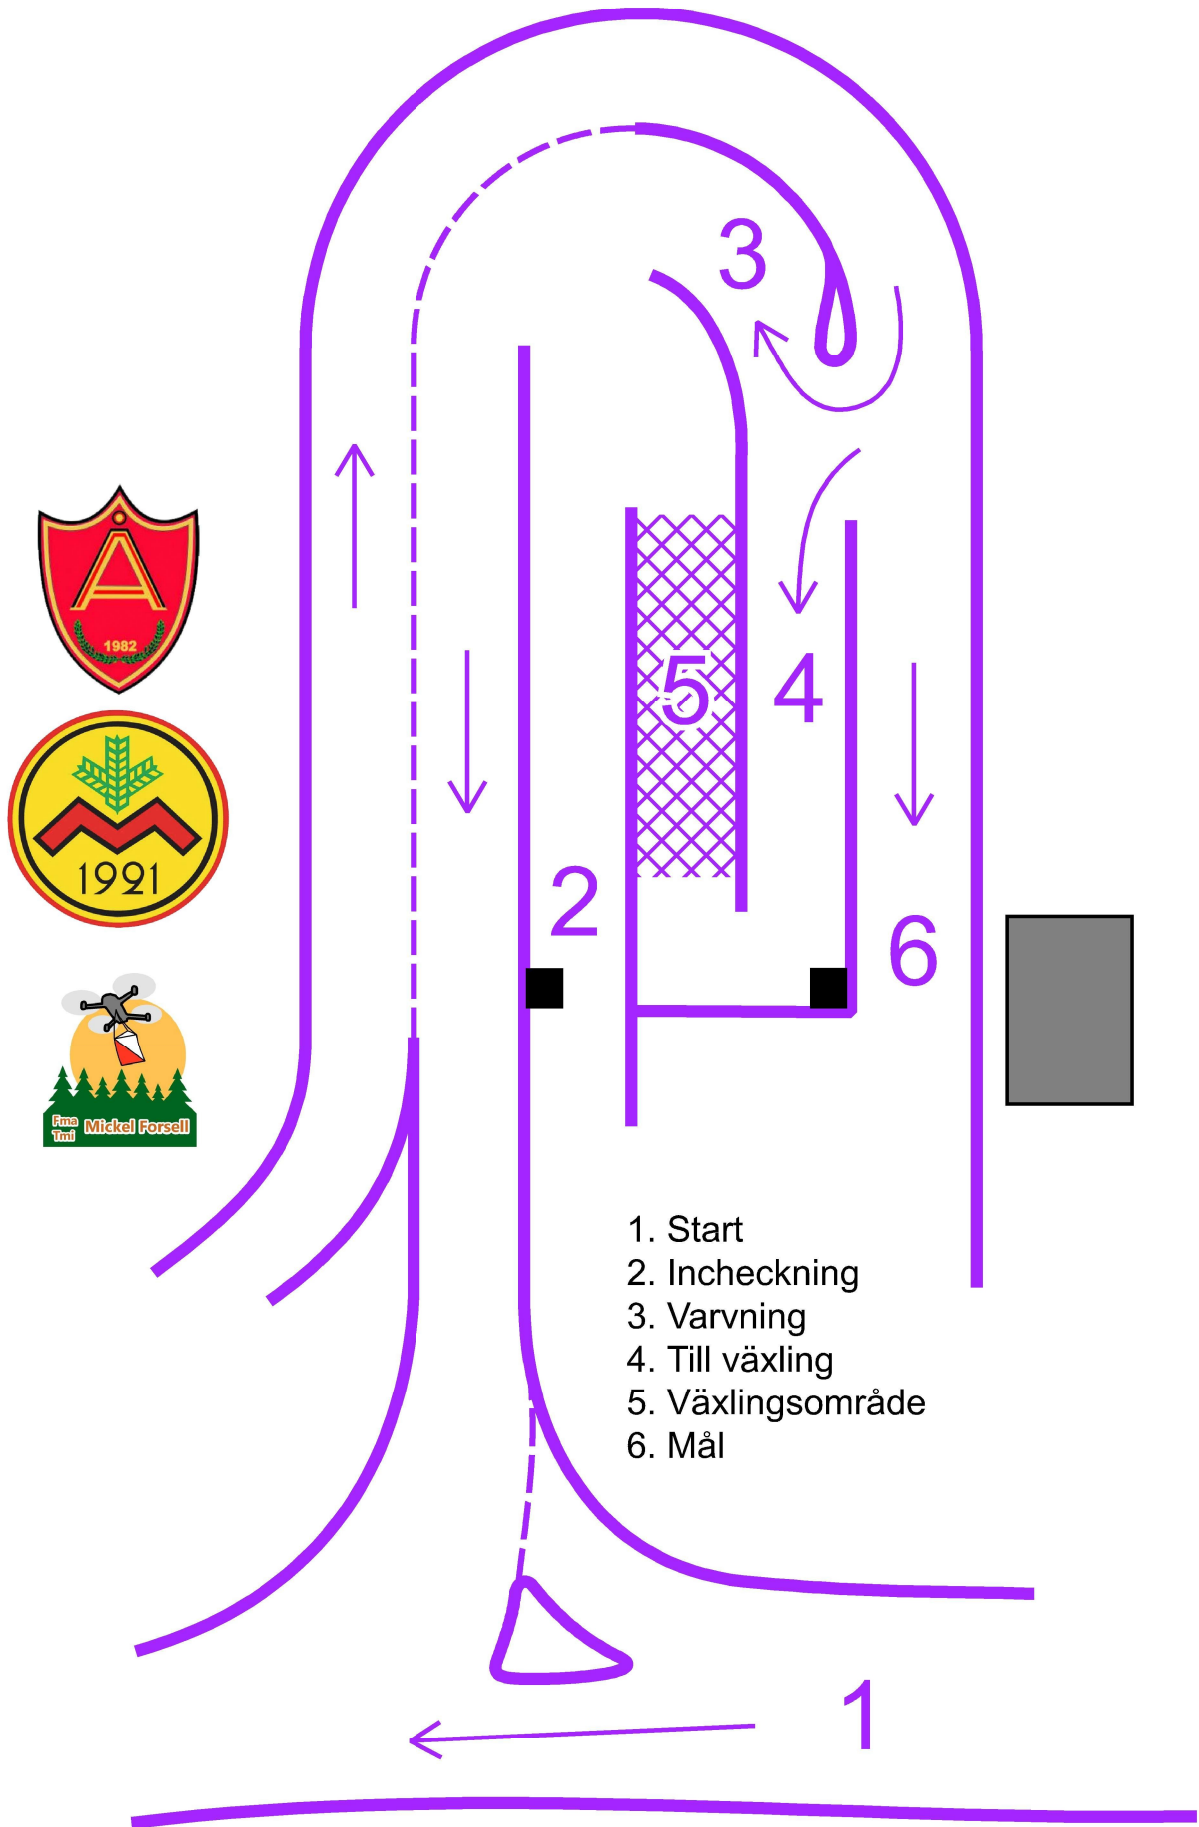 3
5
4
2
6
Å
1982
1921
Fma
Tmi
Mickel Forsell
1. Start
2. Incheckning
3. Varvning
4. Till växling
5. Växlingsområde
6. Mål
1